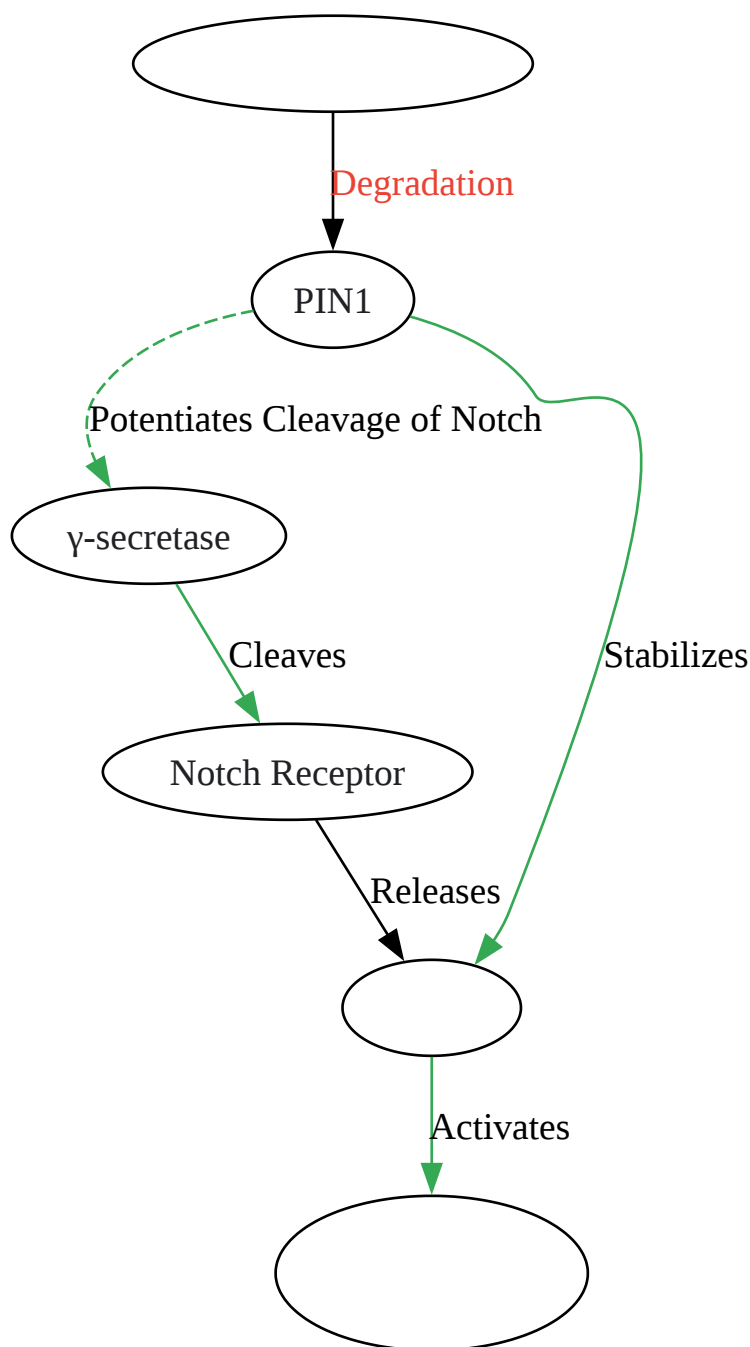 Degradation
PIN1
Potentiates Cleavage of Notch
γ-secretase
Cleaves
Stabilizes
Notch Receptor
Releases
Activates